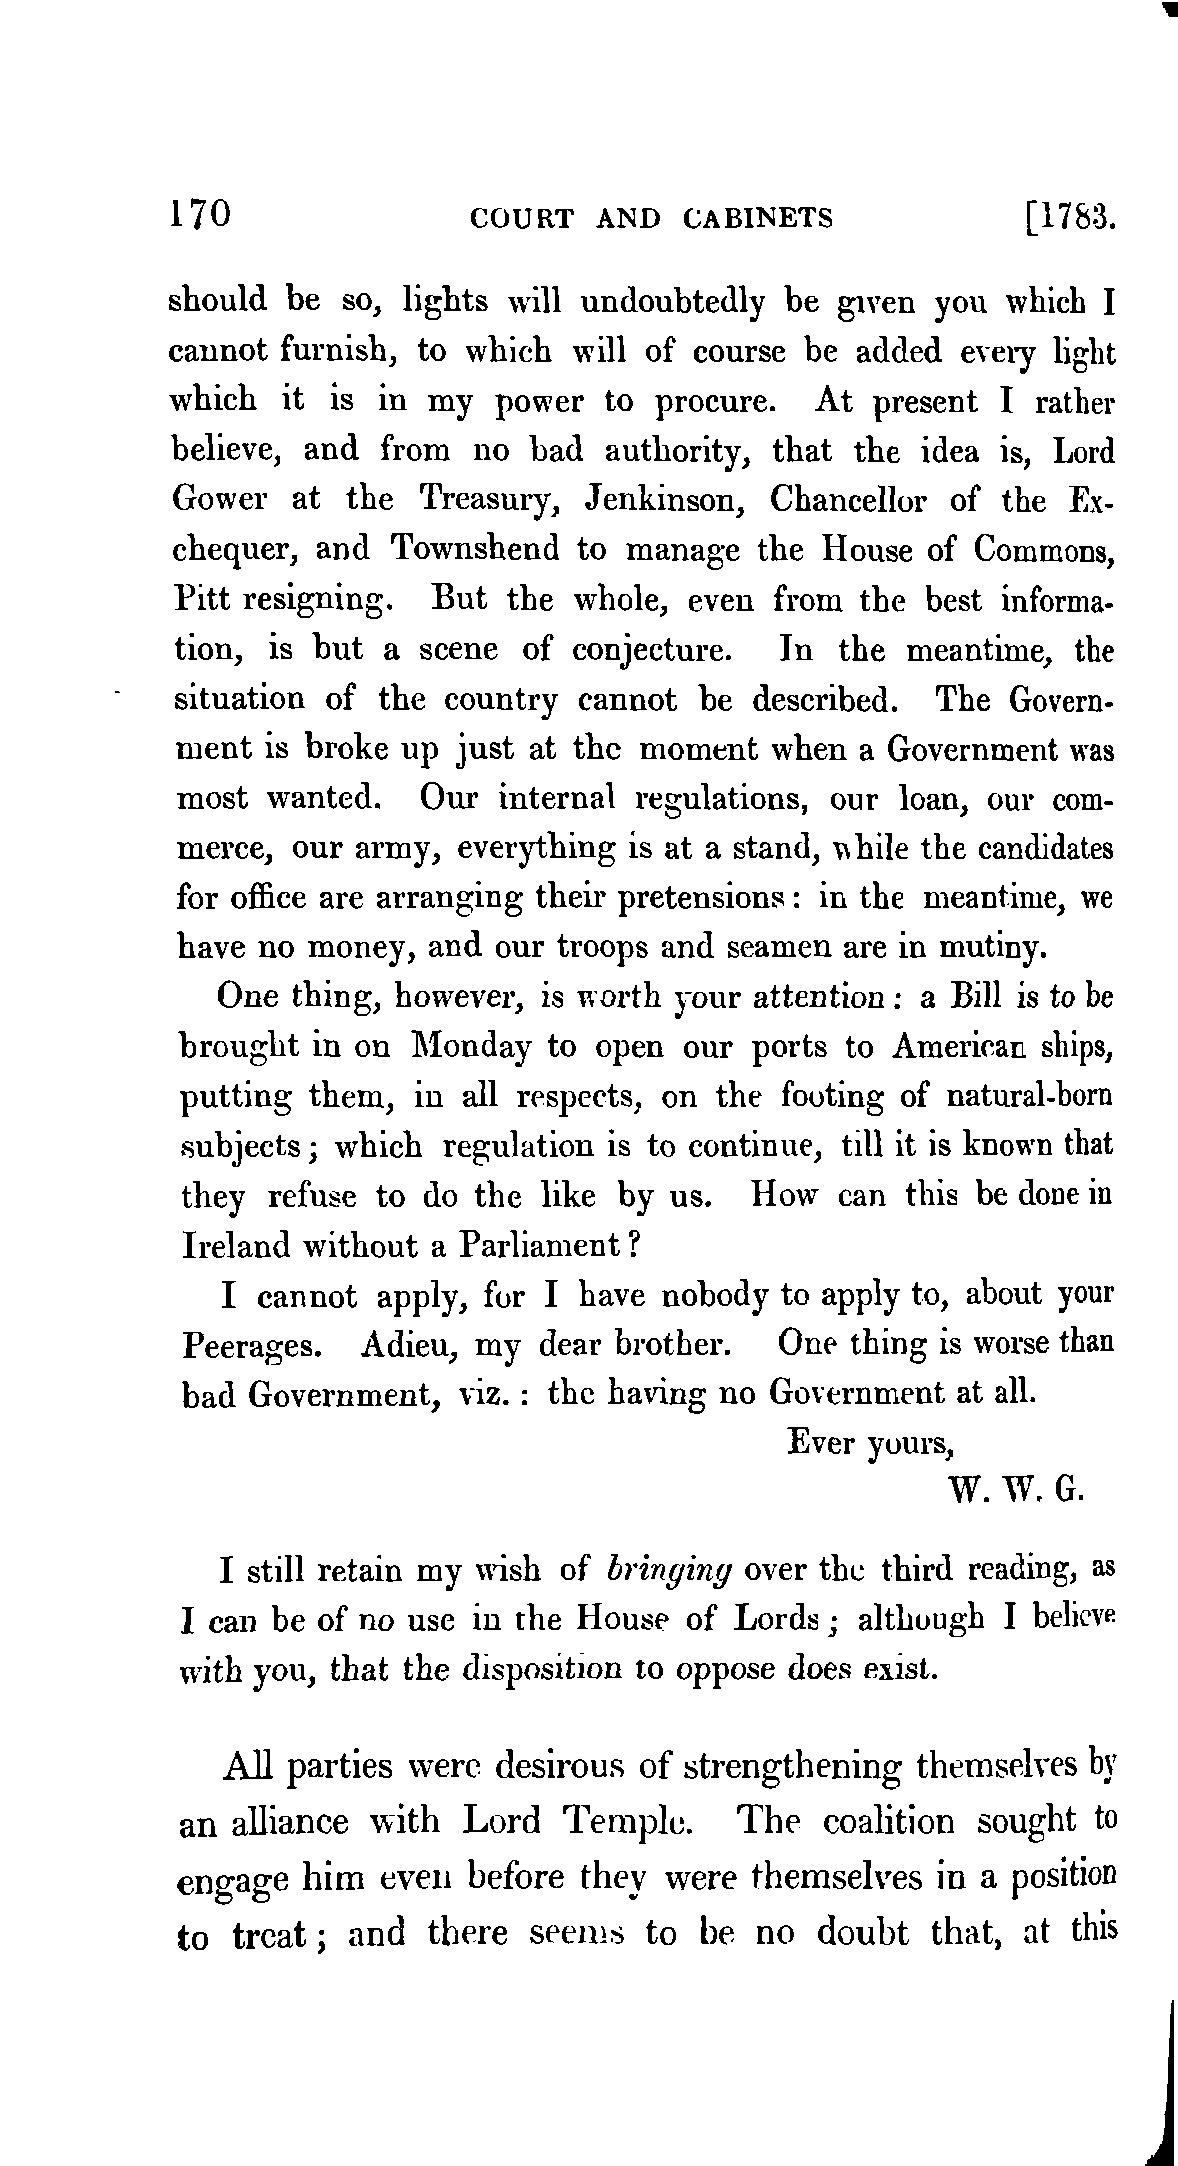 170 COURT AND CABINETS [1783.
should be so, lights will undoubtedly be given you which I
cannot furnish, to which will of course be added every light
which it is in my power to procure. At present I rather
believe, and from no bad authority, that the idea is, Lord
Gower at the Treasury, Jenkinson, Chancellor of the Ex-
chequer, and Townshend to manage the House of Commons,
Pitt resigning. But the whole, even from the best informa-
tion, is but a scene of conjecture. In the meantime, the
situation of the country cannot be described. The Govern-
ment is broke up just at the moment when a Government was
most wanted. Our internal regulations, our loan, our com-
merce, our army, everything is at a stand, while the candidates
for office are arranging their pretensions: in the meantime, we
have no money, and our troops and seamen are in mutiny.
One thing, however, is worth your attention: a Bill is to be
brought in on Monday to open our ports to American ships,
putting them, in all respects, on the footing of natural-born
subjects; which regulation is to continue, till it is known that
they refuse to do the like by us. How can this be done in
Ireland without a Parliament?
I cannot apply, for I have nobody to apply to, about your
Peerages. Adieu, my dear brother. One thing is worse than
bad Government, viz.: the having no Government at all.
Ever yours,
W. W. G.
I still retain my wish of bringing over the third reading, as
I can be of no use in the House of Lords; although I believe
with you, that the disposition to oppose does exist.
All parties were desirous of strengthening themselves by
an alliance with Lord Temple. The coalition sought to
engage him even before they were themselves in a position
to treat; and there seems to be no doubt that, at this